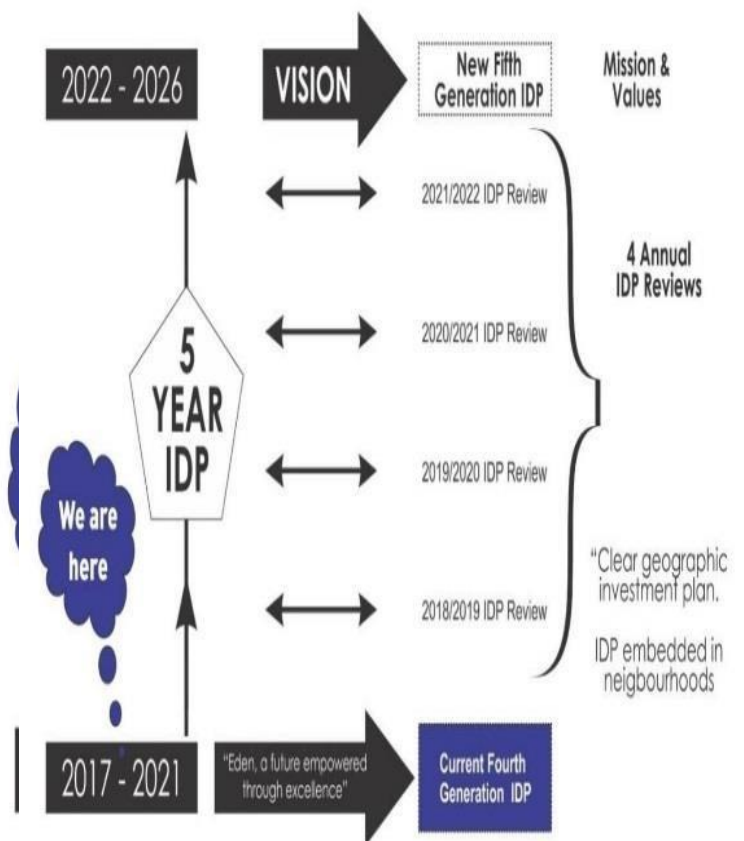 2022 - 2026
VISION
New Fifth
Generation IDP
Mission &
Values
2021/2022 IDP Review
4 Annual
IDP Reviews
2020/2021 IDP Review
5
YEAR
IDP
2019/2020 IDP Review
We are
here
"Clear geographic
investment plan.
2018/2019 IDP Review
IDP embedded in
neigbourhoods
2017 - 2021
"Eden, a future empowered
through excellence"
Current Fourth
Generation IDP